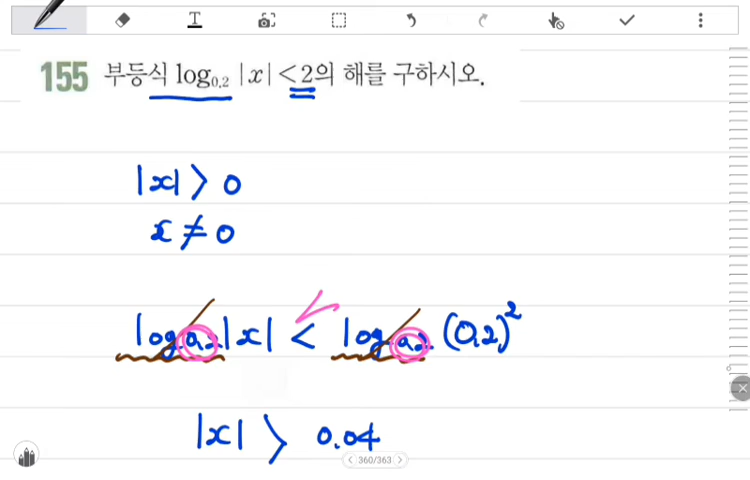 155 부등식 log₀.₂ |x| < 2의 해를 구하시오.
|x| > 0
x ≠ 0
log₀.₂|x| < log₀.₂ (0.2)²
|x| > 0.04
360/363